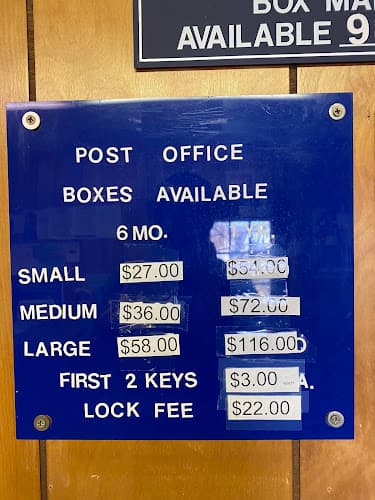 AVAILABLE 9
POST OFFICE
BOXES AVAILABLE
6 MO.
SMALL $27.00 $54.00
MEDIUM $36.00 $72.00
LARGE $58.00 $116.00
FIRST 2 KEYS $3.00 A.
LOCK FEE $22.00